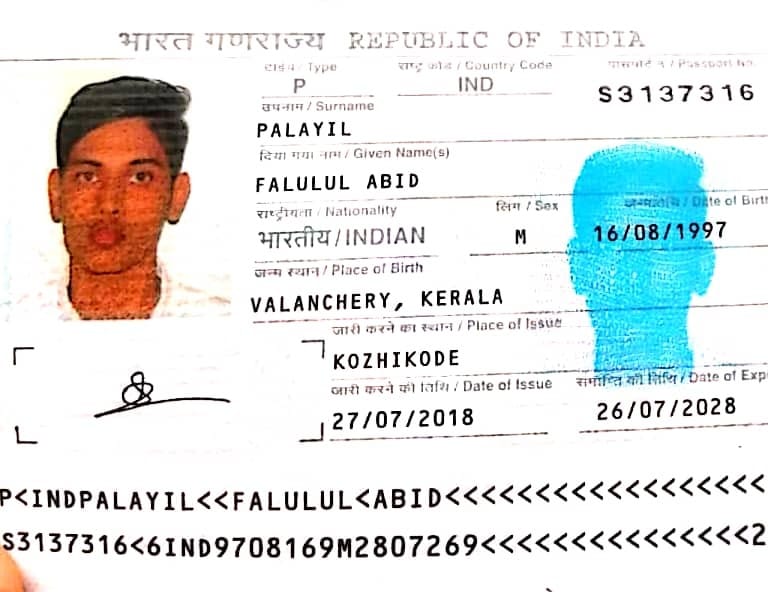 भारत गणराज्य REPUBLIC OF INDIA
टाइप / Type राष्ट्र कोड / Country Code पासपोर्ट नं / Passport No.
P IND S3137316
उपनाम / Surname
PALAYIL
दिया गया नाम / Given Name(s)
FALULUL ABID
राष्ट्रीयता / Nationality लिंग / Sex जन्मतिथि / Date of Birth
भारतीय/INDIAN M 16/08/1997
जन्म स्थान / Place of Birth
VALANCHERY, KERALA
जारी करने का स्थान / Place of Issue
KOZHIKODE
जारी करने की तिथि / Date of Issue समाप्ति की तिथि / Date of Exp
27/07/2018 26/07/2028
P<INDPALAYIL<<FALULUL<ABID<<<<<<<<<<<<<<<<<<
S3137316<6IND9708169M2807269<<<<<<<<<<<<<<<2